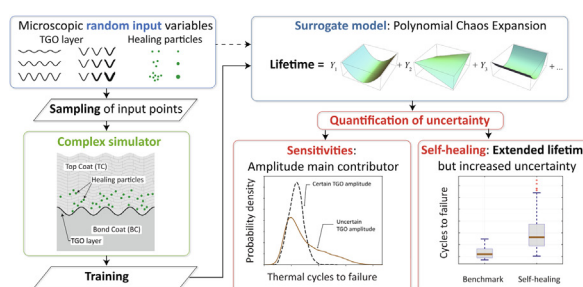 Microscopic random input variables
TGO layer
Healing particles
Sampling of input points
Complex simulator
Top Coat (TC)
Healing particles
Bond Coat (BC)
TGO layer
Training
Surrogate model: Polynomial Chaos Expansion
Lifetime = Y1 + Y2 + Y3 + ...
Quantification of uncertainty
Sensitivities:
Amplitude main contributor
Probability density
Certain TGO amplitude
Uncertain
TGO amplitude
Thermal cycles to failure
Self-healing: Extended lifetime
but increased uncertainty
Cycles to failure
Benchmark
Self-healing